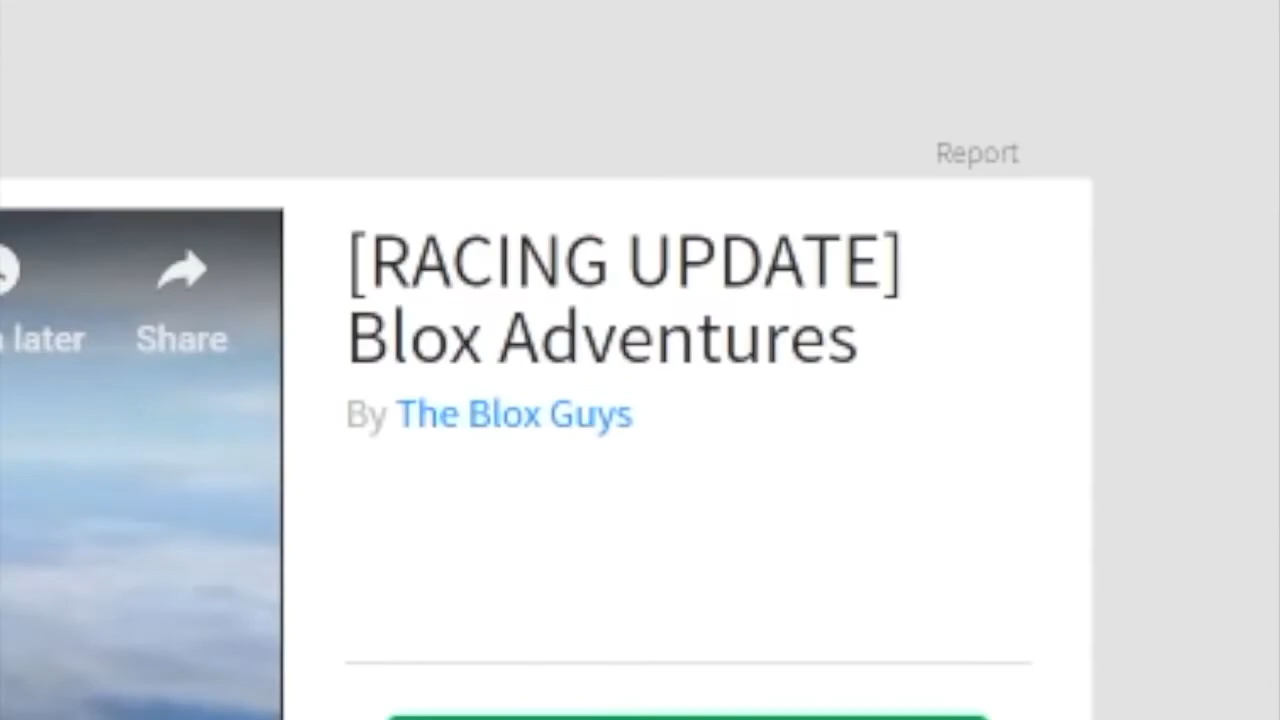 Report
later
Share
[RACING UPDATE]
Blox Adventures
By The Blox Guys